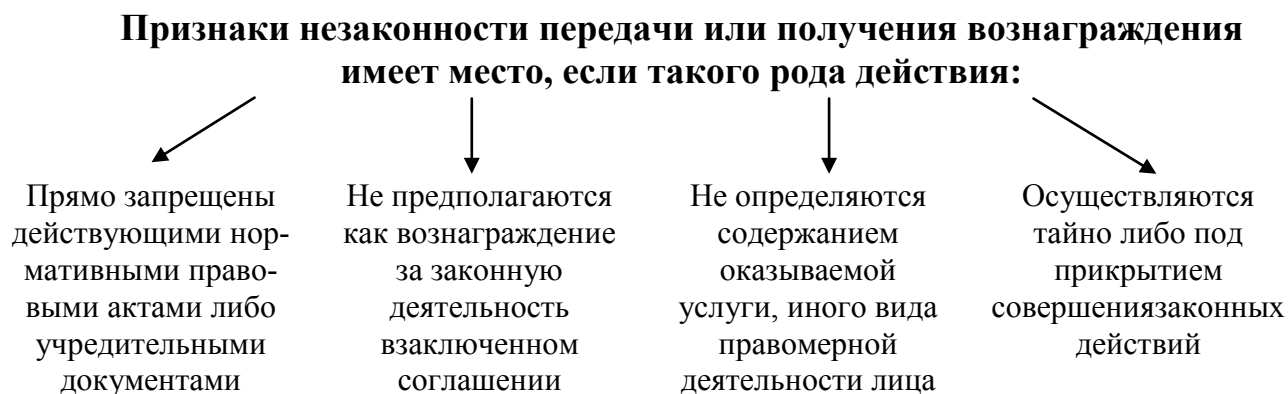 Признаки незаконности передачи или получения вознаграждения
имеет место, если такого рода действия:
Прямо запрещены
действующими нор-
мативными право-
выми актами либо
учредительными
документами
Не предполагаются
как вознаграждение
за законную
деятельность
взаключенном
соглашении
Не определяются
содержанием
оказываемой
услуги, иного вида
правомерной
деятельности лица
Осуществляются
тайно либо под
прикрытием
совершениязаконных
действий